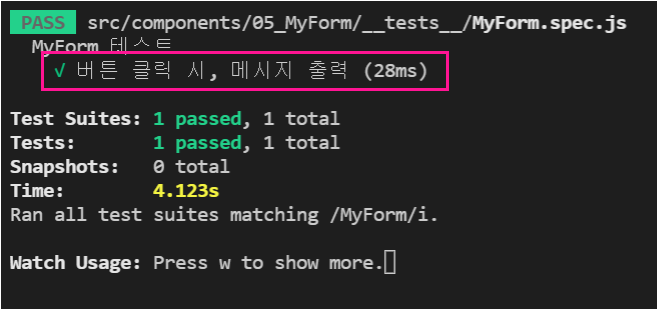 PASS src/components/05_MyForm/__tests__/MyForm.spec.js
MyForm 테스트
√ 버튼 클릭 시, 메시지 출력 (28ms)
Test Suites: 1 passed, 1 total
Tests: 1 passed, 1 total
Snapshots: 0 total
Time: 4.123s
Ran all test suites matching /MyForm/i.
Watch Usage: Press w to show more.